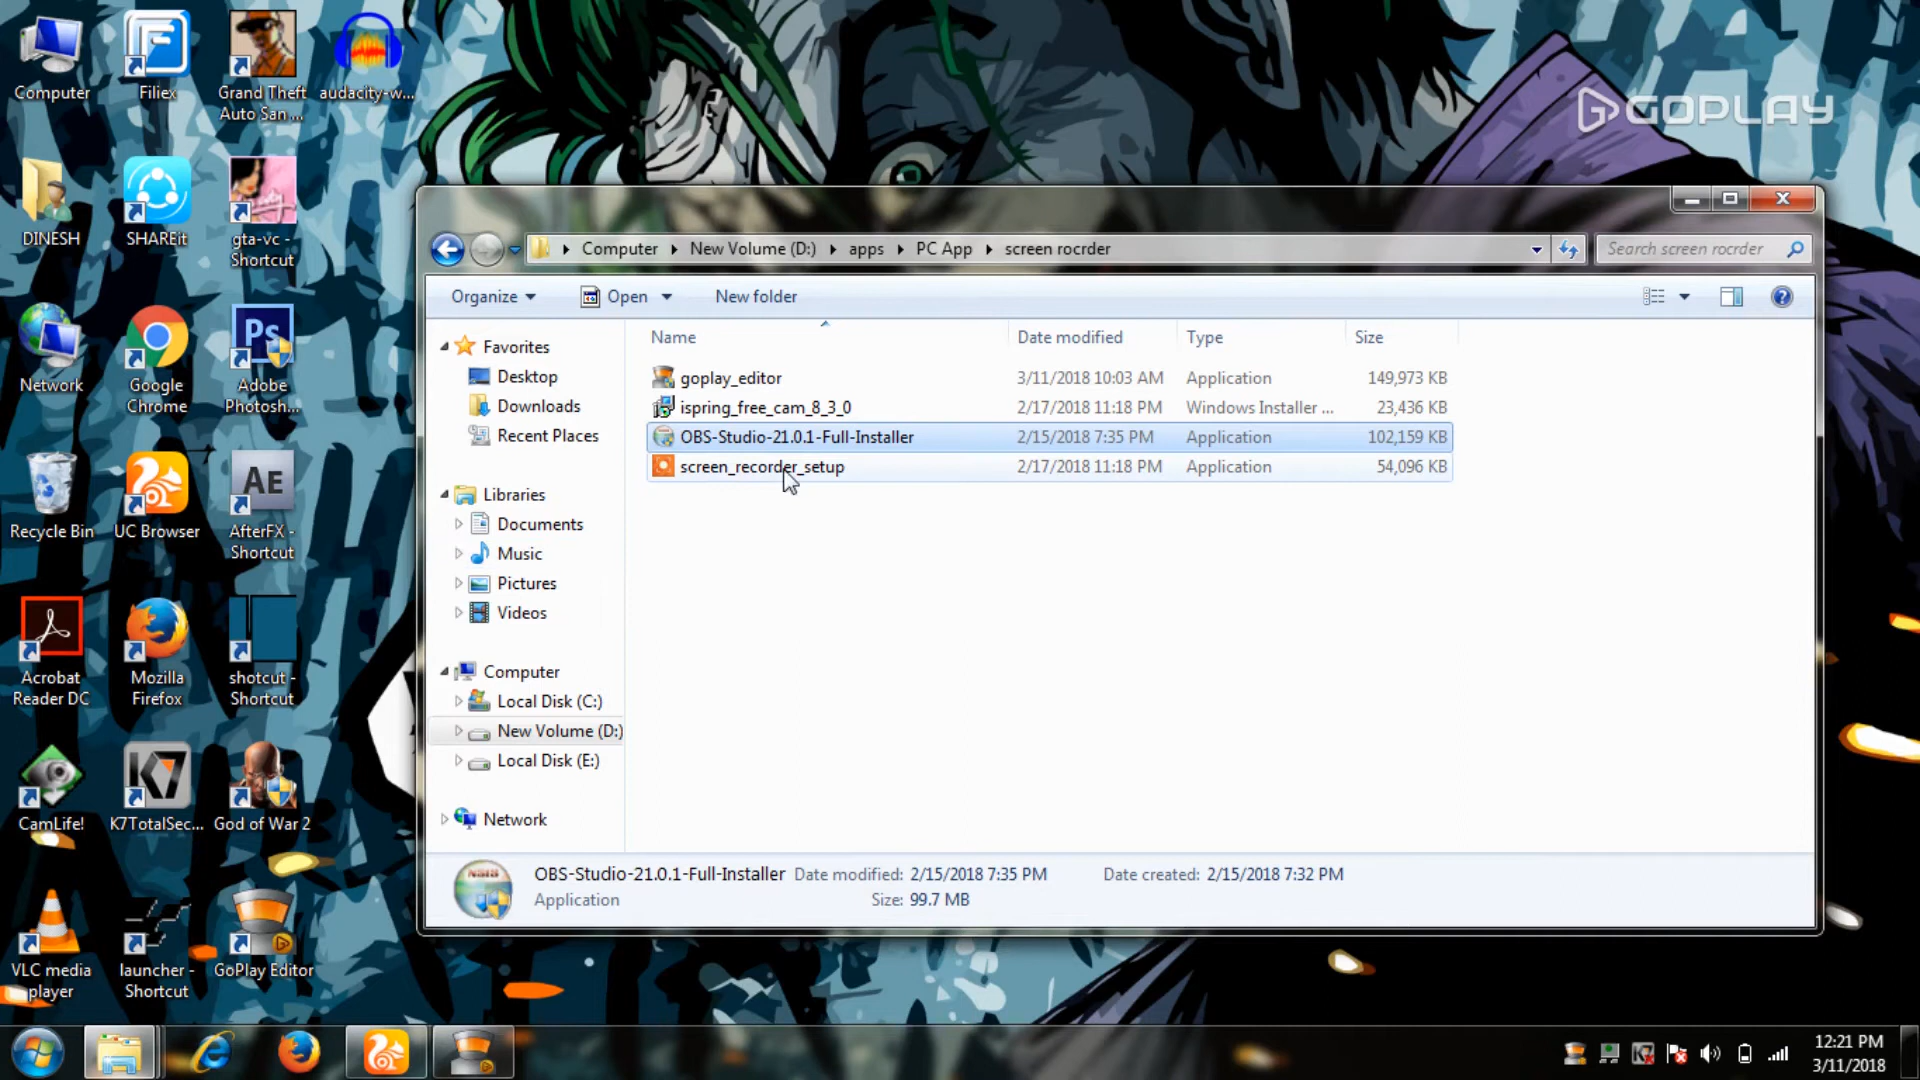 Computer
Filiex
Grand Theft
Auto San ...
audacity-w...
GOPLAY
DINESH
SHAREit
gta-vc -
Shortcut
Network
Google
Chrome
Ps
Adobe
Photosh...
Recycle Bin
UC Browser
AE
AfterFX -
Shortcut
Acrobat
Reader DC
Mozilla
Firefox
shotcut -
Shortcut
CamLife!
K7
K7TotalSec...
God of War 2
VLC media
player
launcher -
Shortcut
GoPlay Editor
Computer New Volume (D:) apps PC App screen rocrder
Search screen rocrder
Organize Open New folder
Name Date modified Type Size
goplay_editor 3/11/2018 10:03 AM Application 149,973 KB
ispring_free_cam_8_3_0 2/17/2018 11:18 PM Windows Installer ... 23,436 KB
OBS-Studio-21.0.1-Full-Installer 2/15/2018 7:35 PM Application 102,159 KB
screen_recorder_setup 2/17/2018 11:18 PM Application 54,096 KB
Favorites
Desktop
Downloads
Recent Places
Libraries
Documents
Music
Pictures
Videos
Computer
Local Disk (C:)
New Volume (D:)
Local Disk (E:)
Network
OBS-Studio-21.0.1-Full-Installer Date modified: 2/15/2018 7:35 PM Date created: 2/15/2018 7:32 PM
Application Size: 99.7 MB
12:21 PM
3/11/2018